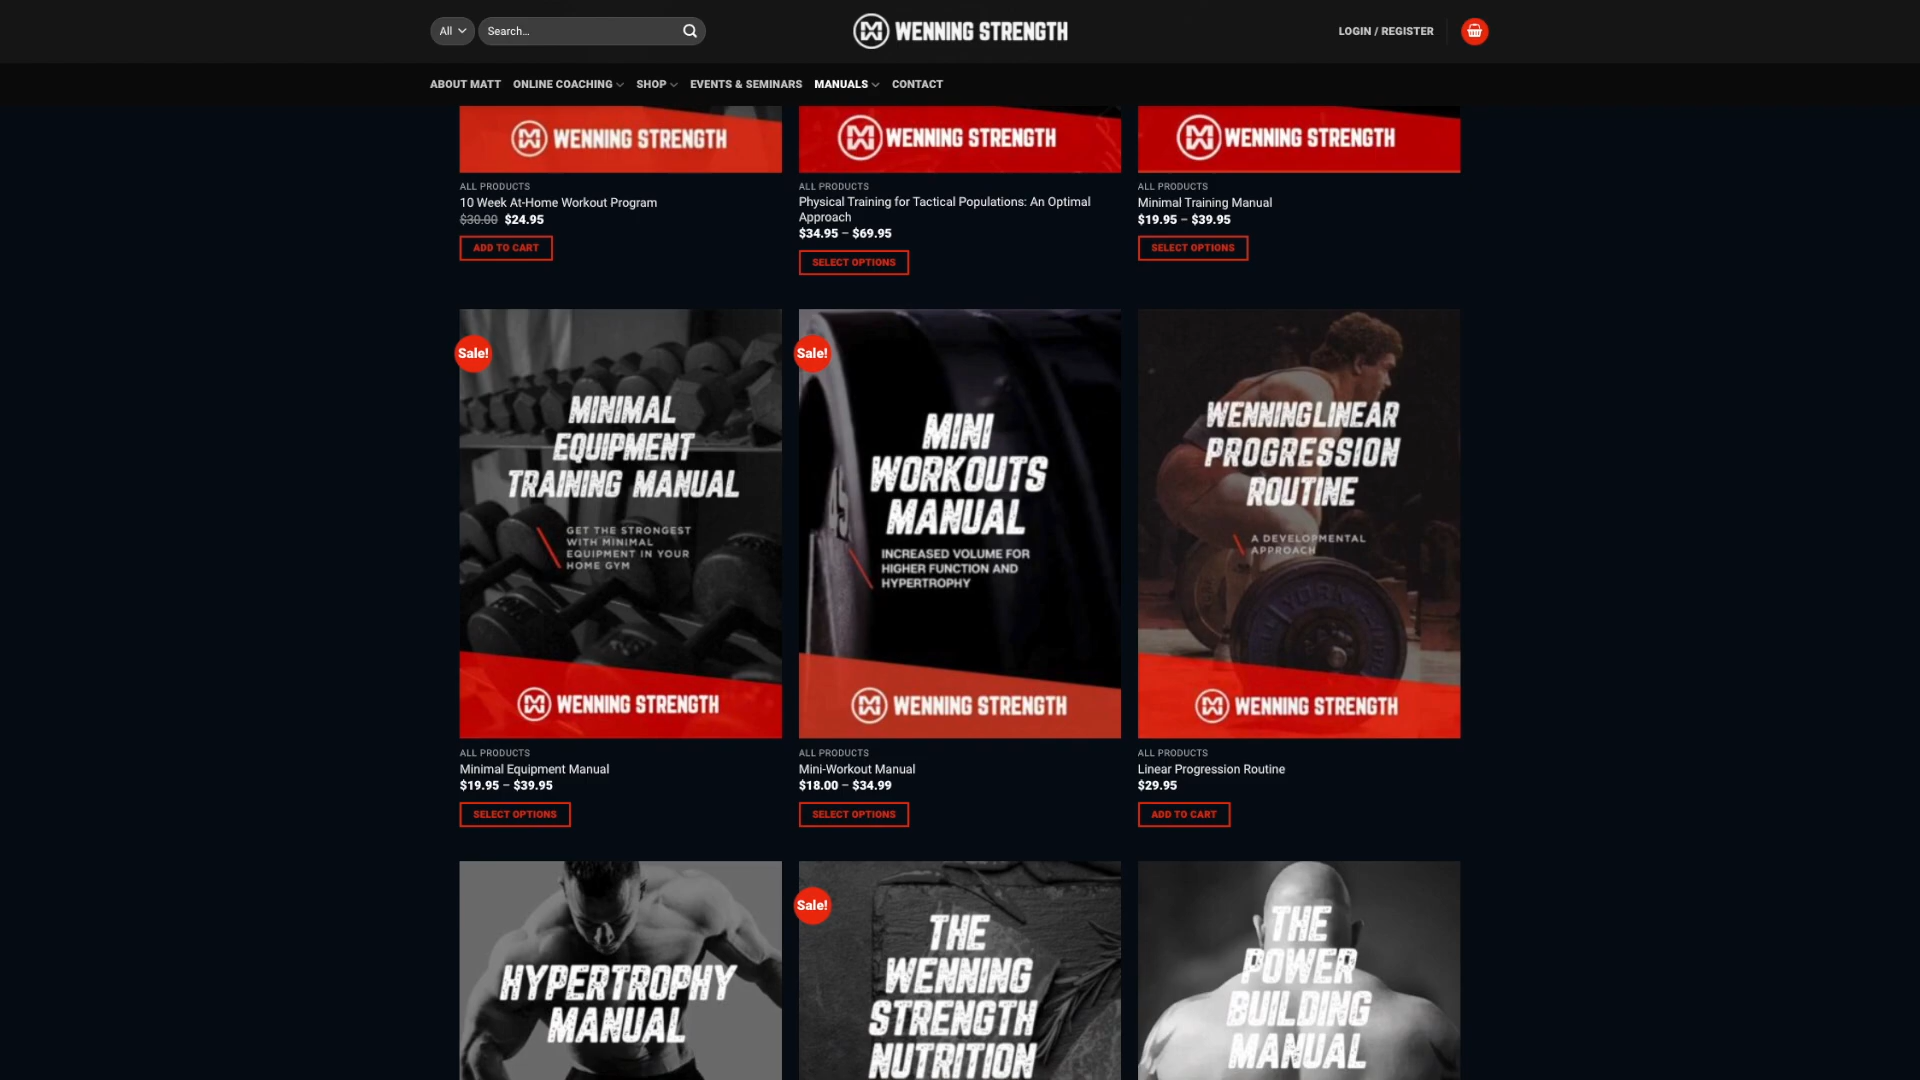 All
Search...
WENNING STRENGTH
LOGIN / REGISTER
ABOUT MATT
ONLINE COACHING
SHOP
EVENTS & SEMINARS
MANUALS
CONTACT
WENNING STRENGTH
ALL PRODUCTS
10 Week At-Home Workout Program
$30.00 $24.95
ADD TO CART
WENNING STRENGTH
ALL PRODUCTS
Physical Training for Tactical Populations: An Optimal
Approach
$34.95 – $69.95
SELECT OPTIONS
WENNING STRENGTH
ALL PRODUCTS
Minimal Training Manual
$19.95 – $39.95
SELECT OPTIONS
Sale!
MINIMAL
EQUIPMENT
TRAINING MANUAL
GET THE STRONGEST
WITH MINIMAL
EQUIPMENT IN YOUR
HOME GYM
WENNING STRENGTH
ALL PRODUCTS
Minimal Equipment Manual
$19.95 – $39.95
SELECT OPTIONS
Sale!
MINI
WORKOUTS
MANUAL
INCREASED VOLUME FOR
HIGHER FUNCTION AND
HYPERTROPHY
WENNING STRENGTH
ALL PRODUCTS
Mini-Workout Manual
$18.00 – $34.99
SELECT OPTIONS
WENNING LINEAR
PROGRESSION
ROUTINE
A DEVELOPMENTAL
APPROACH
YORK
WENNING STRENGTH
ALL PRODUCTS
Linear Progression Routine
$29.95
ADD TO CART
HYPERTROPHY
MANUAL
Sale!
THE
WENNING
STRENGTH
NUTRITION
THE
POWER
BUILDING
MANUAL